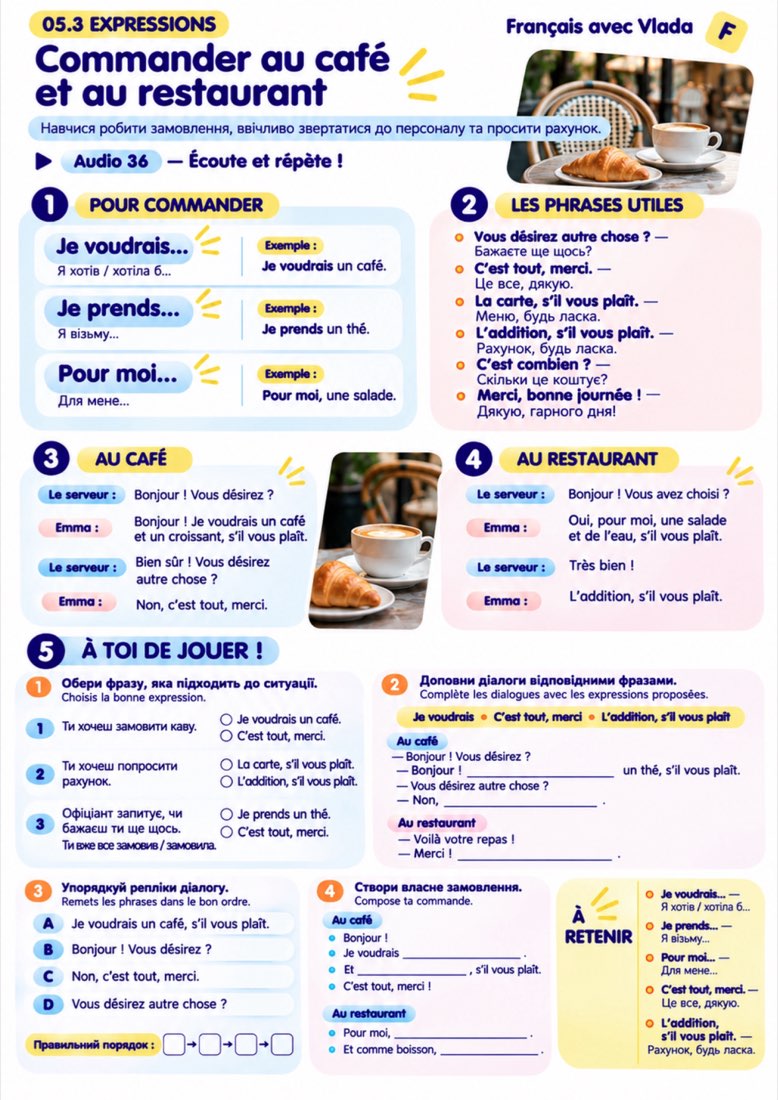 05.3 EXPRESSIONS
Français avec Vlada
F
Commander au café
et au restaurant
Навчися робити замовлення, ввічливо звертатися до персоналу та просити рахунок.
Audio 36 — Écoute et répète !
1 POUR COMMANDER
Je voudrais...
Я хотів / хотіла б...
Exemple :
Je voudrais un café.
Je prends...
Я візьму...
Exemple :
Je prends un thé.
Pour moi...
Для мене...
Exemple :
Pour moi, une salade.
2 LES PHRASES UTILES
Vous désirez autre chose ? —
Бажаєте ще щось?
C'est tout, merci. —
Це все, дякую.
La carte, s'il vous plaît. —
Меню, будь ласка.
L'addition, s'il vous plaît. —
Рахунок, будь ласка.
C'est combien ? —
Скільки це коштує?
Merci, bonne journée ! —
Дякую, гарного дня!
3 AU CAFÉ
Le serveur : Bonjour ! Vous désirez ?
Emma : Bonjour ! Je voudrais un café
et un croissant, s'il vous plaît.
Le serveur : Bien sûr ! Vous désirez
autre chose ?
Emma : Non, c'est tout, merci.
4 AU RESTAURANT
Le serveur : Bonjour ! Vous avez choisi ?
Emma : Oui, pour moi, une salade
et de l'eau, s'il vous plaît.
Le serveur : Très bien !
Emma : L'addition, s'il vous plaît.
5 À TOI DE JOUER !
1 Обери фразу, яка підходить до ситуації.
Choisis la bonne expression.
1 Ти хочеш замовити каву.
Je voudrais un café.
C'est tout, merci.
2 Ти хочеш попросити
рахунок.
La carte, s'il vous plaît.
L'addition, s'il vous plaît.
3 Офіціант запитує, чи
бажаєш ти ще щось.
Ти вже все замовив / замовила.
Je prends un thé.
C'est tout, merci.
2 Доповни діалоги відповідними фразами.
Complète les dialogues avec les expressions proposées.
Je voudrais • C'est tout, merci • L'addition, s'il vous plaît
Au café
— Bonjour ! Vous désirez ?
— Bonjour ! ____ un thé, s'il vous plaît.
— Vous désirez autre chose ?
— Non, ____ .
Au restaurant
— Voilà votre repas !
— Merci ! ____ .
3 Упорядкуй репліки діалогу.
Remets les phrases dans le bon ordre.
A Je voudrais un café, s'il vous plaît.
B Bonjour ! Vous désirez ?
C Non, c'est tout, merci.
D Vous désirez autre chose ?
Правильний порядок : → → →
4 Створи власне замовлення.
Compose ta commande.
Au café
Bonjour !
Je voudrais ____ .
Et ____ , s'il vous plaît.
C'est tout, merci !
Au restaurant
Pour moi, ____ .
Et comme boisson, ____ .
À
RETENIR
Je voudrais... —
Я хотів / хотіла б...
Je prends... —
Я візьму...
Pour moi... —
Для мене...
C'est tout, merci. —
Це все, дякую.
L'addition,
s'il vous plaît. —
Рахунок, будь ласка.